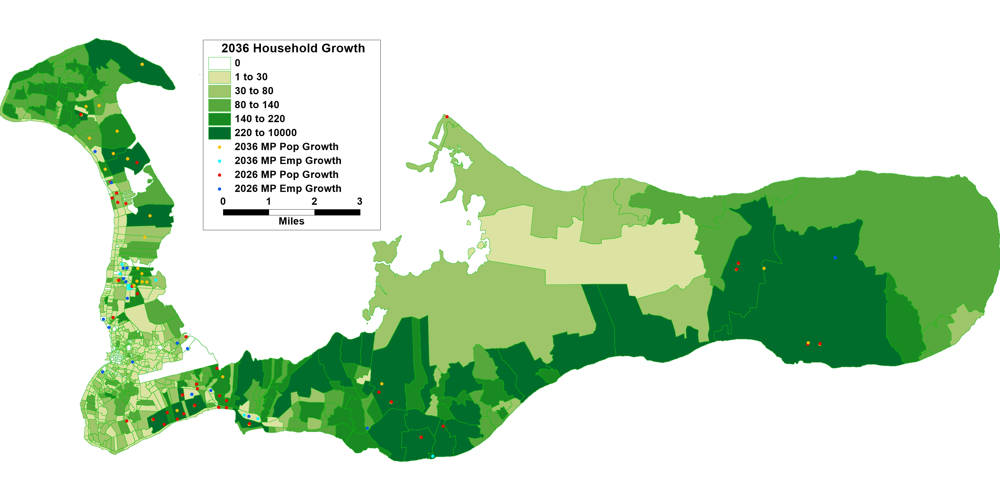 2036 Household Growth
0
1 to 30
30 to 80
80 to 140
140 to 220
220 to 10000
2036 MP Pop Growth
2036 MP Emp Growth
2026 MP Pop Growth
2026 MP Emp Growth
0 1 2 3
Miles